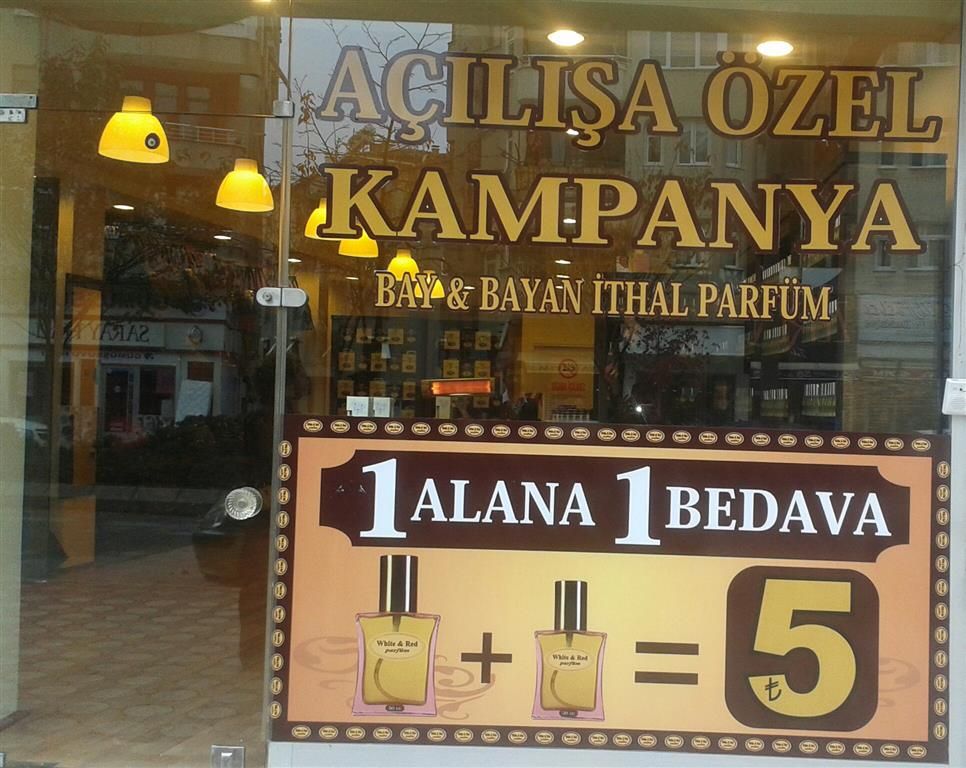 AÇILIŞA ÖZEL
KAMPANYA
BAY & BAYAN İTHAL PARFÜM
1 ALANA 1 BEDAVA
White & Red
parfüm
+
White & Red
parfüm
=
₺5